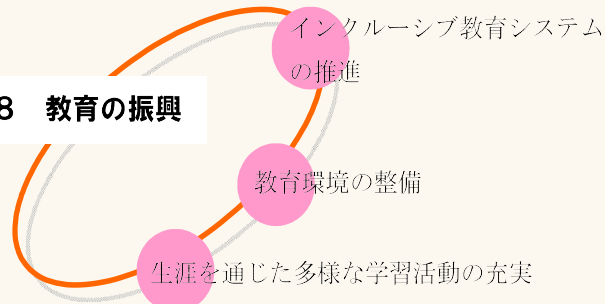 インクルーシブ教育システム
の推進
8　教育の振興
教育環境の整備
生涯を通じた多様な学習活動の充実